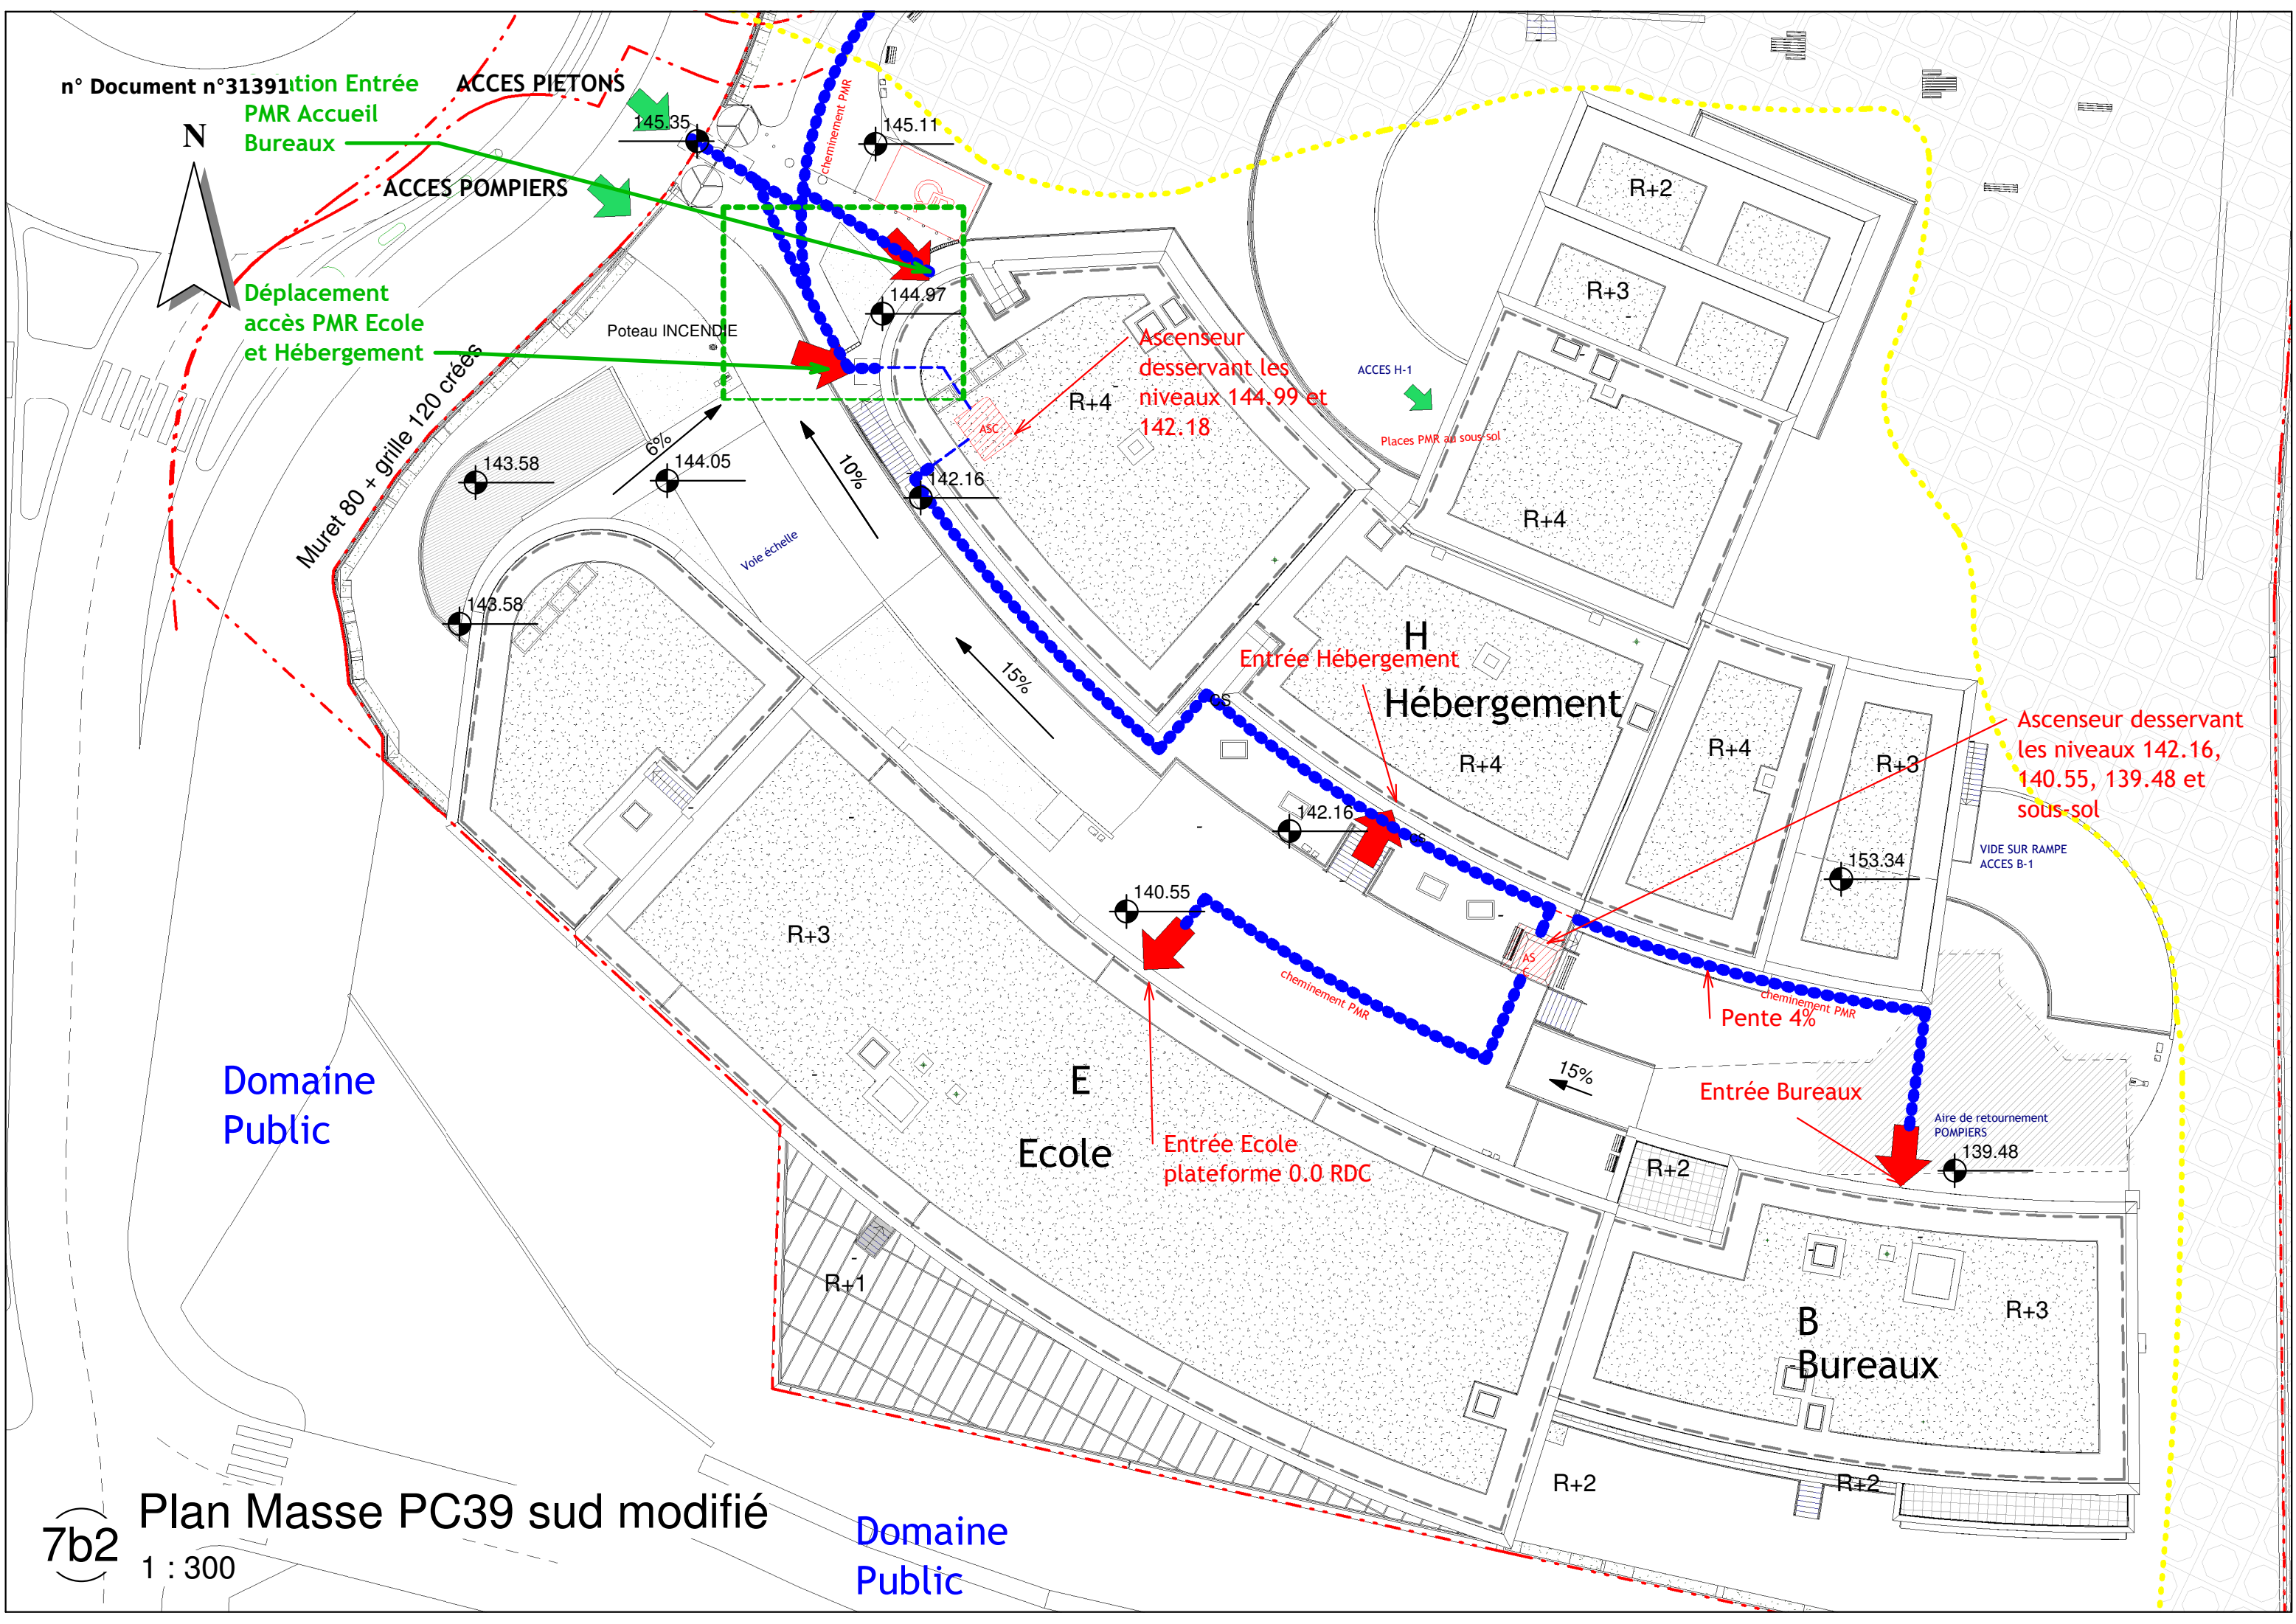 n° Document n°31391
ation Entrée
PMR Accueil
Bureaux
ACCES PIETONS
145.35
ACCES POMPIERS
N
cheminement PMR
145.11
144.97
Déplacement
accès PMR Ecole
et Hébergement
Poteau INCENDIE
Muret 80 + grille 120 créés
Ascenseur
desservant les
niveaux 144.99 et
142.18
ASC
R+4
R+2
R+3
ACCES H-1
Places PMR au sous-sol
R+4
6%
10%
143.58
144.05
142.16
Voie échelle
143.58
15%
H
Entrée Hébergement
Hébergement
R+4
R+4
R+3
Ascenseur desservant
les niveaux 142.16,
140.55, 139.48 et
sous-sol
142.16
VIDE SUR RAMPE
ACCES B-1
153.34
140.55
R+3
AS
cheminement PMR
cheminement PMR
Pente 4%
15%
Entrée Bureaux
Aire de retournement
POMPIERS
139.48
Domaine
Public
E
Ecole
Entrée Ecole
plateforme 0.0 RDC
R+2
R+1
R+3
B
Bureaux
R+2
R+2
7b2
Plan Masse PC39 sud modifié
1 : 300
Domaine
Public